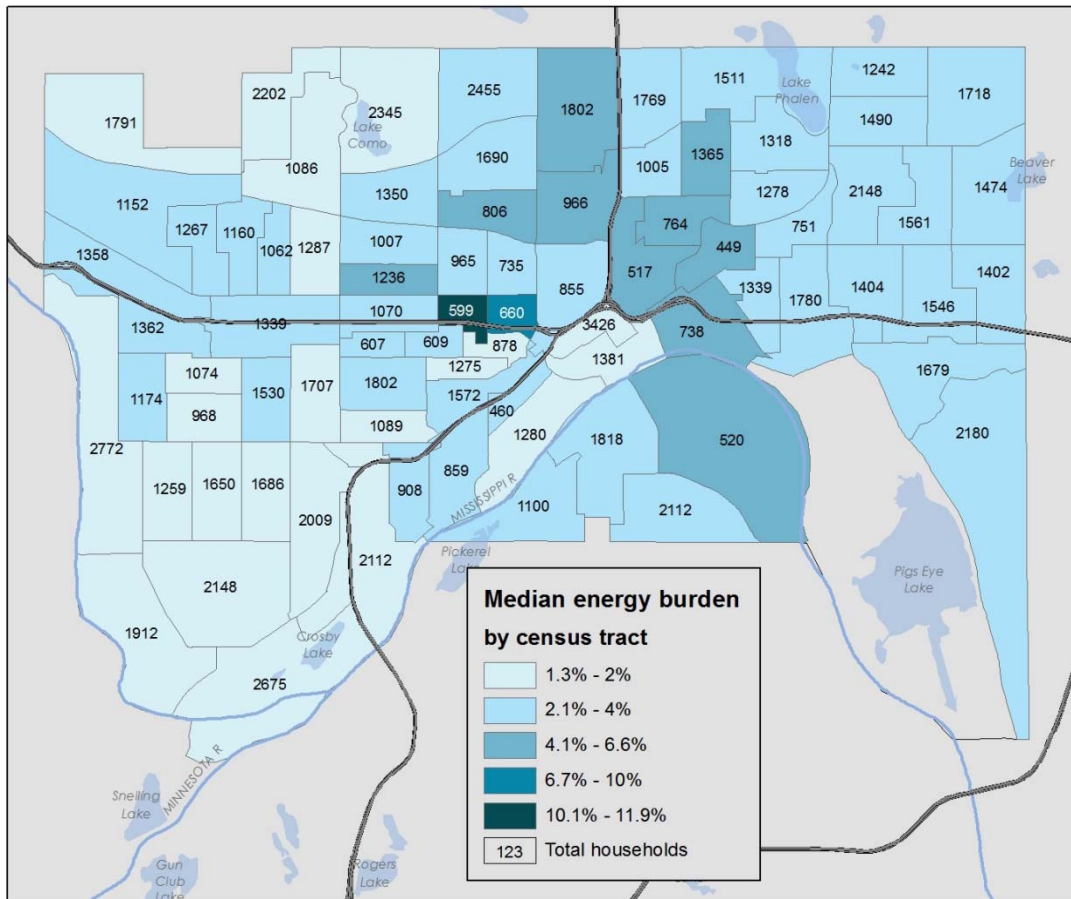 1242
2202
2455
1511
Lake
Phalen
1718
1791
2345
1802
1769
Lake
Como
1490
1086
1690
1365
1318
1005
Beaver
Lake
1152
1350
1278
2148
1474
1267
1160
806
966
764
751
1561
1358
1062
1287
1007
965
735
449
1236
855
517
1402
1339
1780
1404
1546
1362
1339
1070
599
660
3426
738
607
609
878
1381
1074
1275
1679
1174
1530
1707
1802
1572
968
460
2180
1089
1280
1818
520
2772
859
1259
1650
1686
908
MISSISSIPPI R
2009
1100
2112
2112
Pickerel
Lake
Pigs Eye
Lake
2148
1912
Crosby
Lake
2675
MINNESOTA R
Snelling
Lake
Gun
Club
Lake
Rogers
Lake
Median energy burden
by census tract
1.3% - 2%
2.1% - 4%
4.1% - 6.6%
6.7% - 10%
10.1% - 11.9%
123 Total households